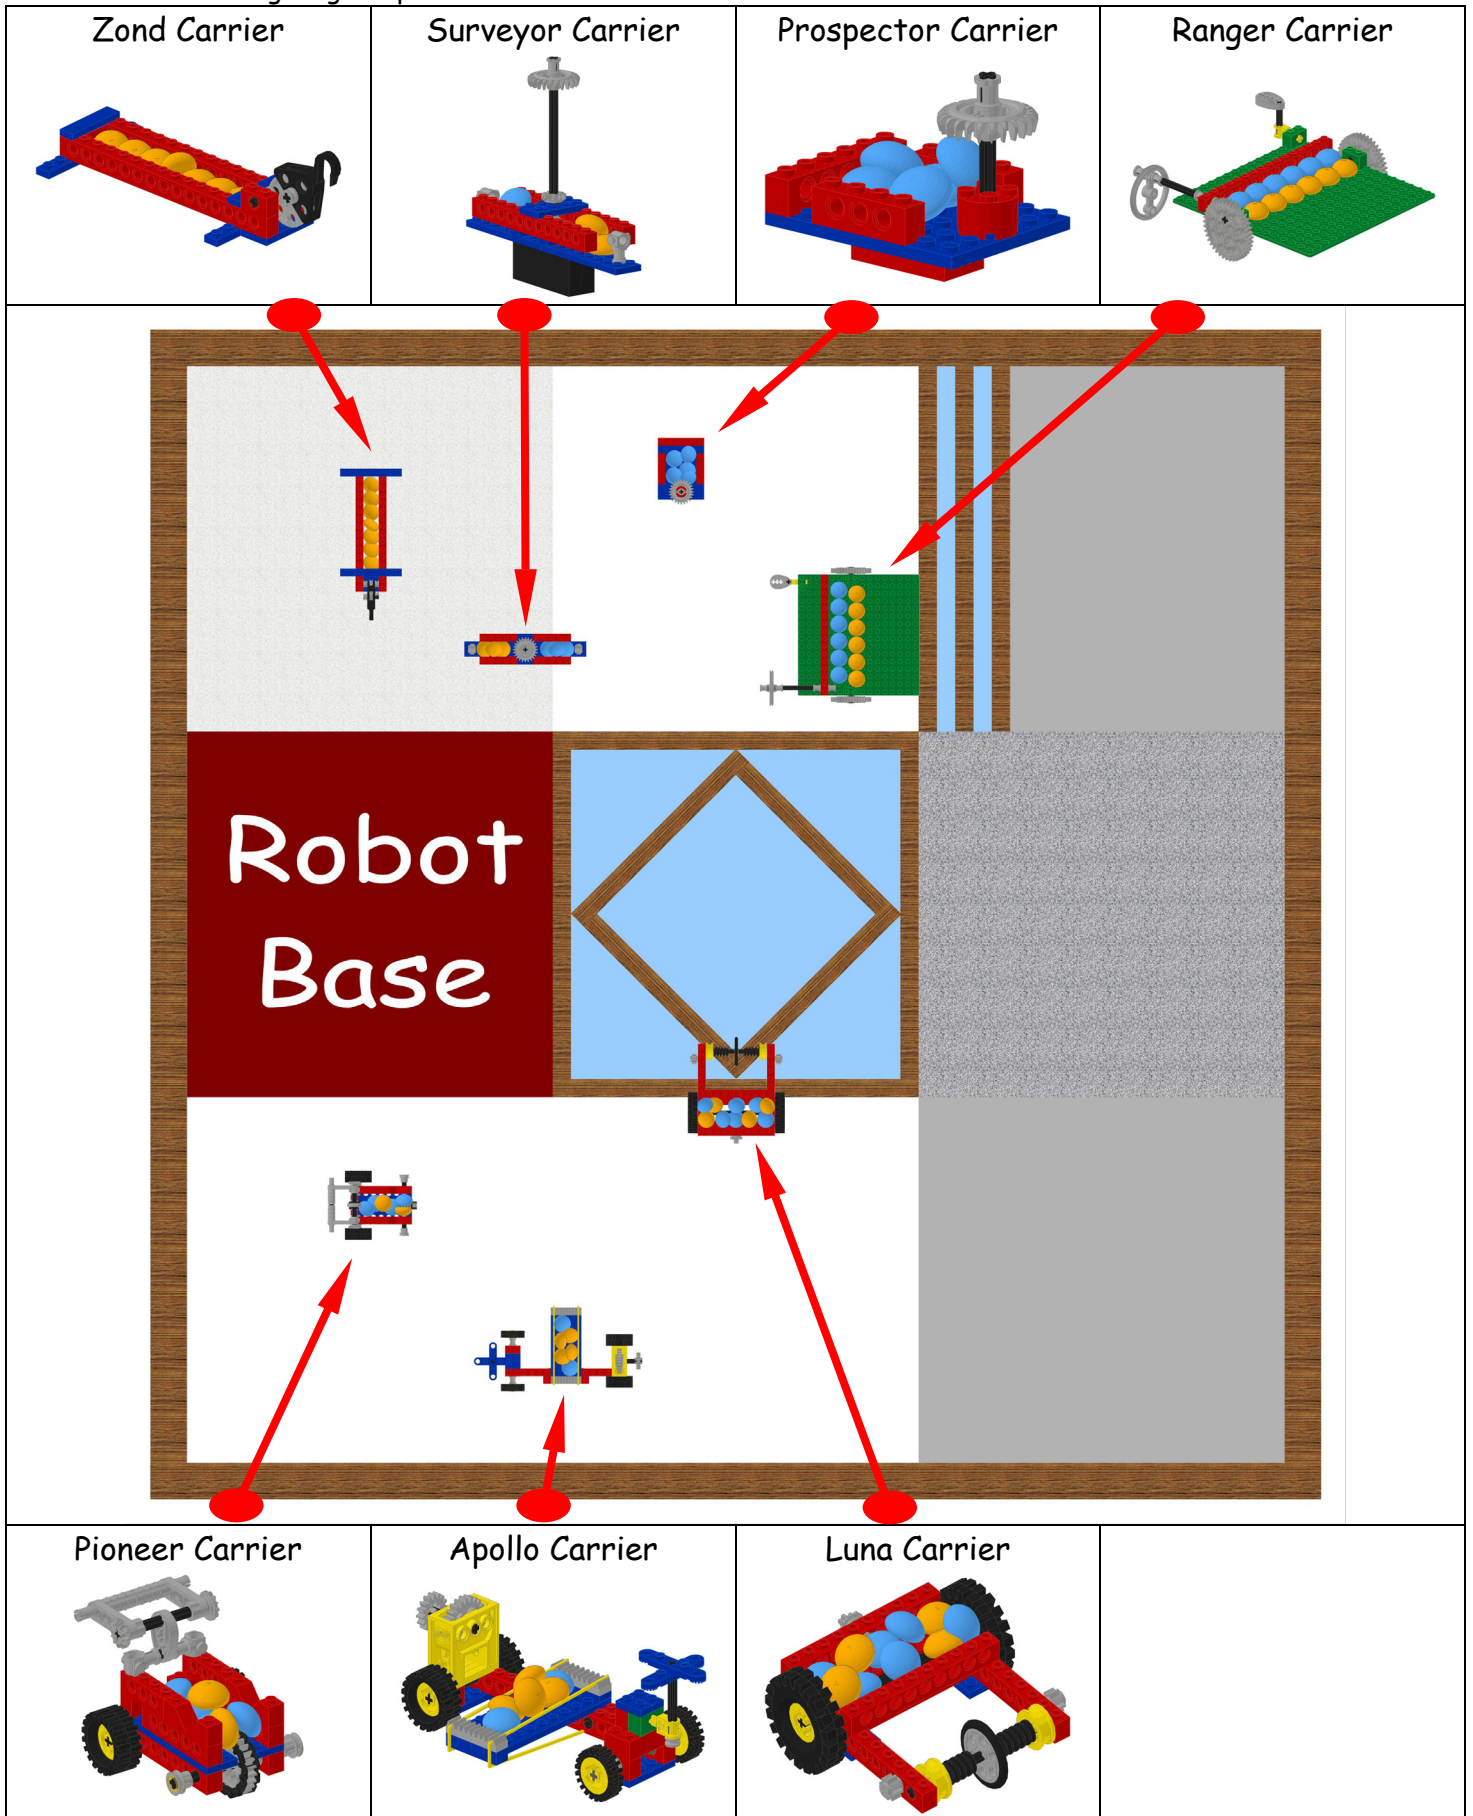 Zond Carrier
Surveyor Carrier
Prospector Carrier
Ranger Carrier
Robot
Base
Pioneer Carrier
Apollo Carrier
Luna Carrier